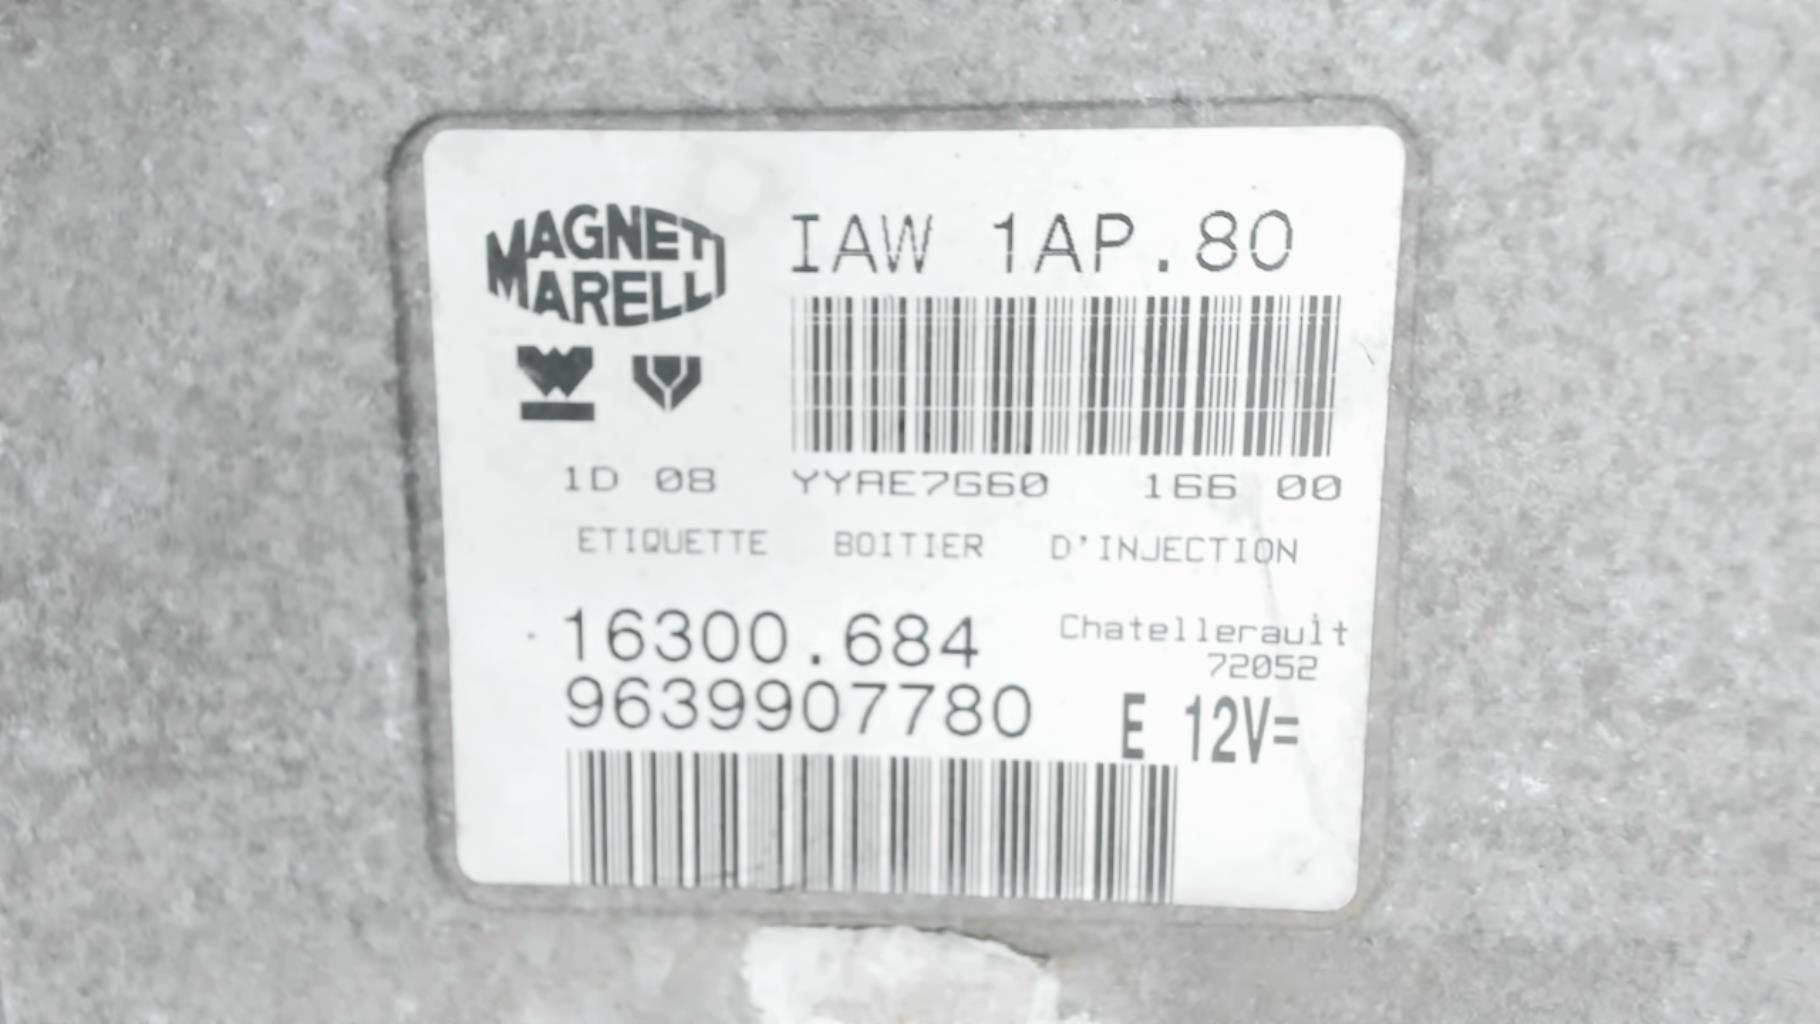 MAGNETI
MARELLI
IAW 1AP.80
1D 08 YYAE7G60 166 00
ETIQUETTE BOITIER D'INJECTION
16300.684
Chatellerault
72052
9639907780
E 12V=